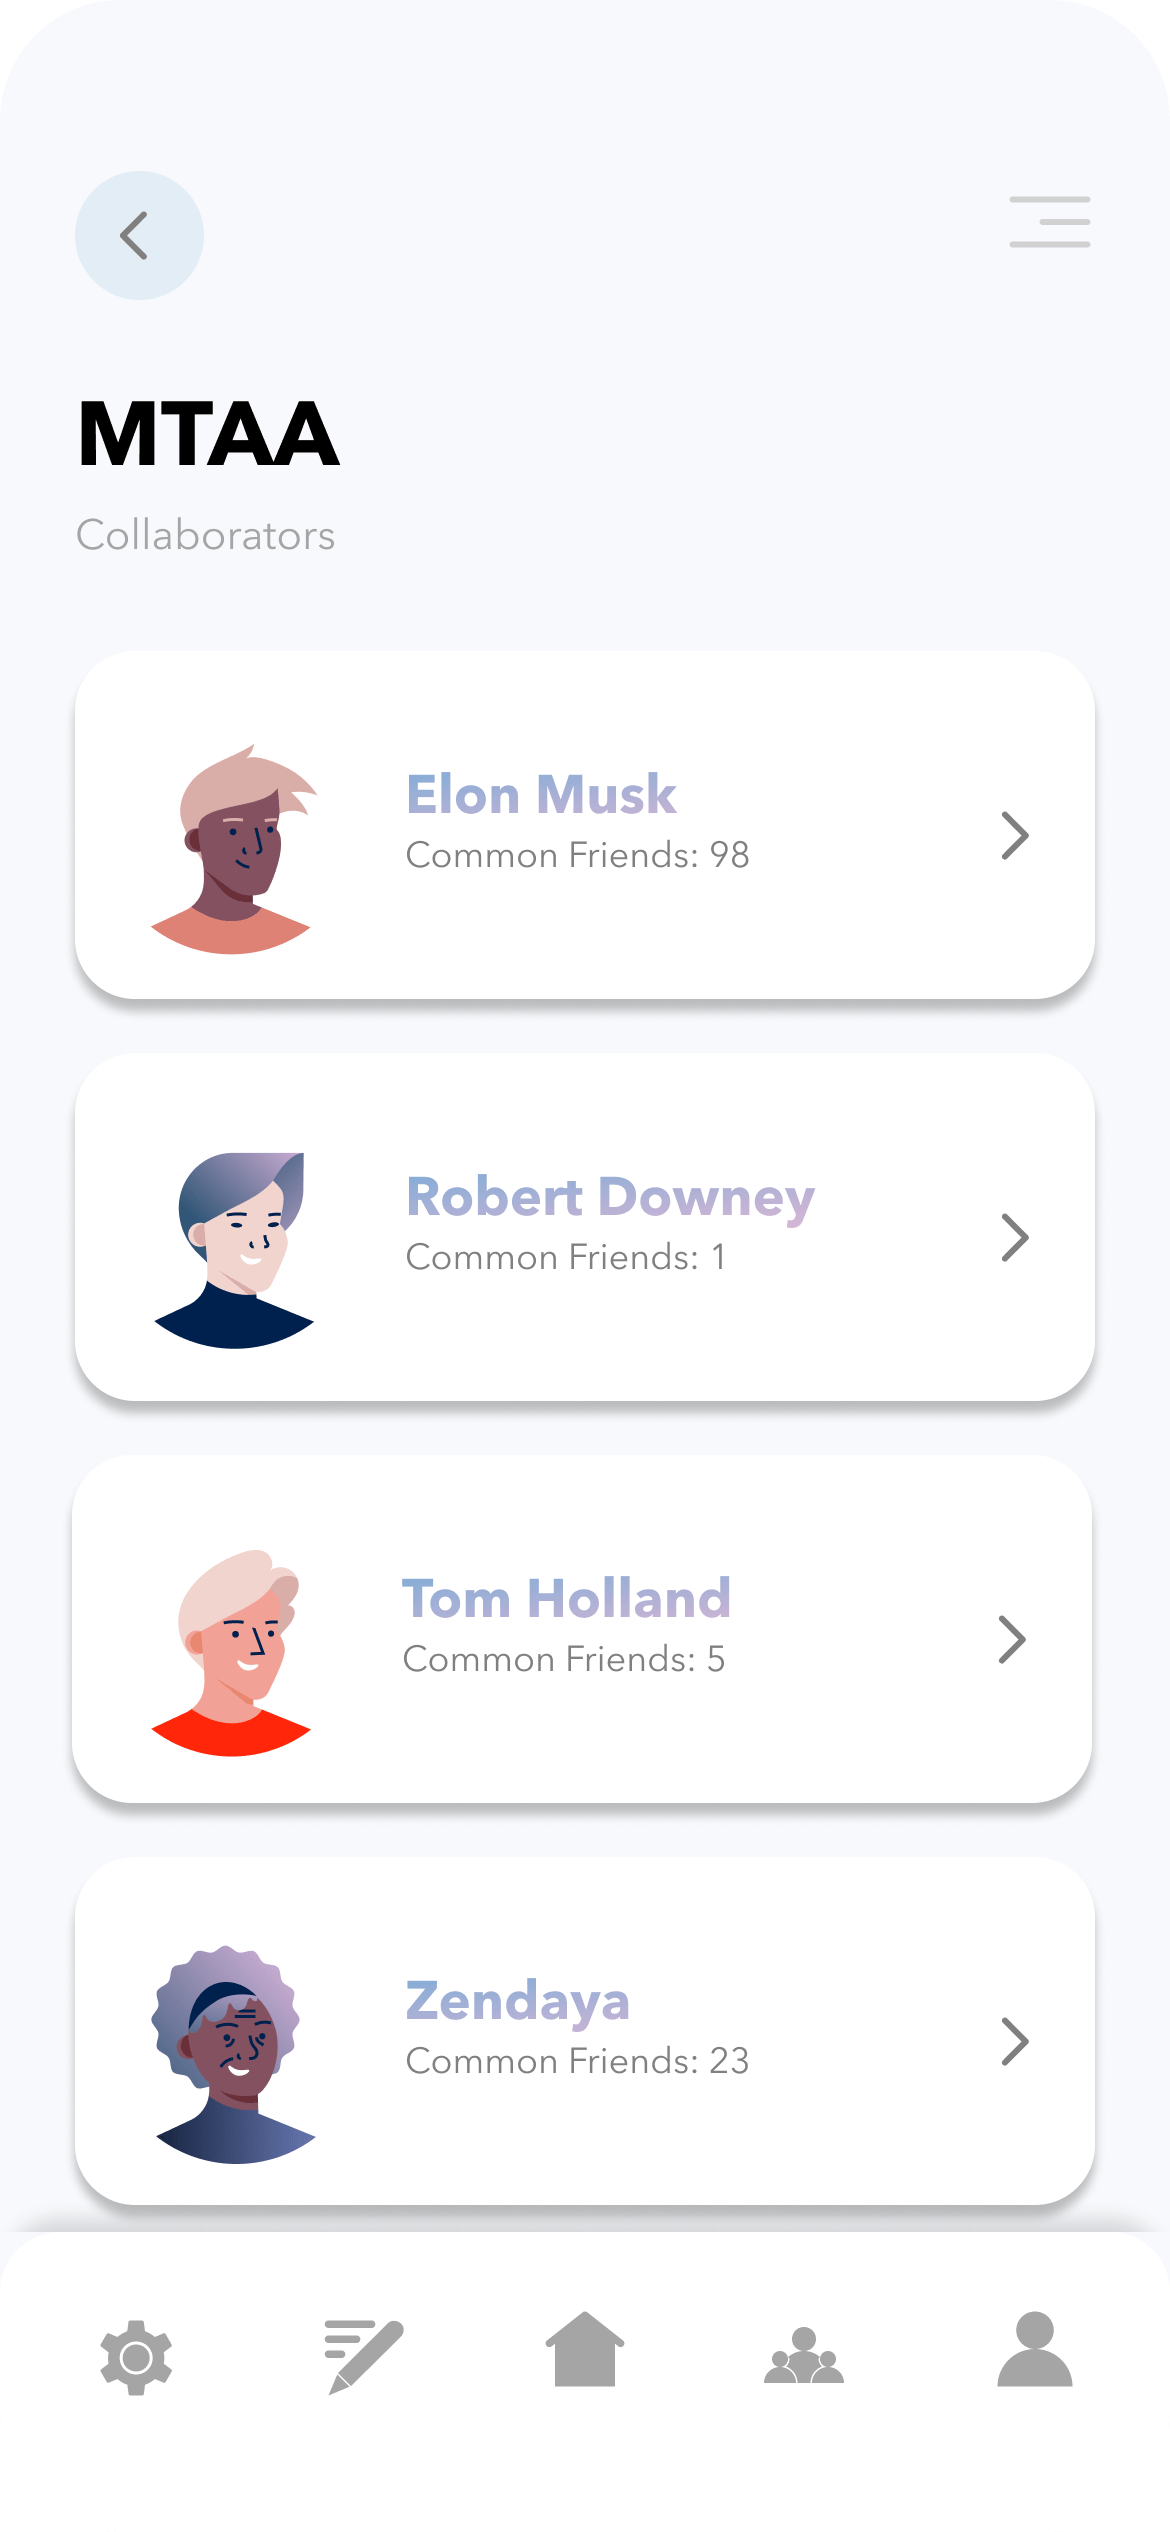 MTAA
Collaborators
Elon Musk
Common Friends: 98
Robert Downey
Common Friends: 1
Tom Holland
Common Friends: 5
Zendaya
Common Friends: 23